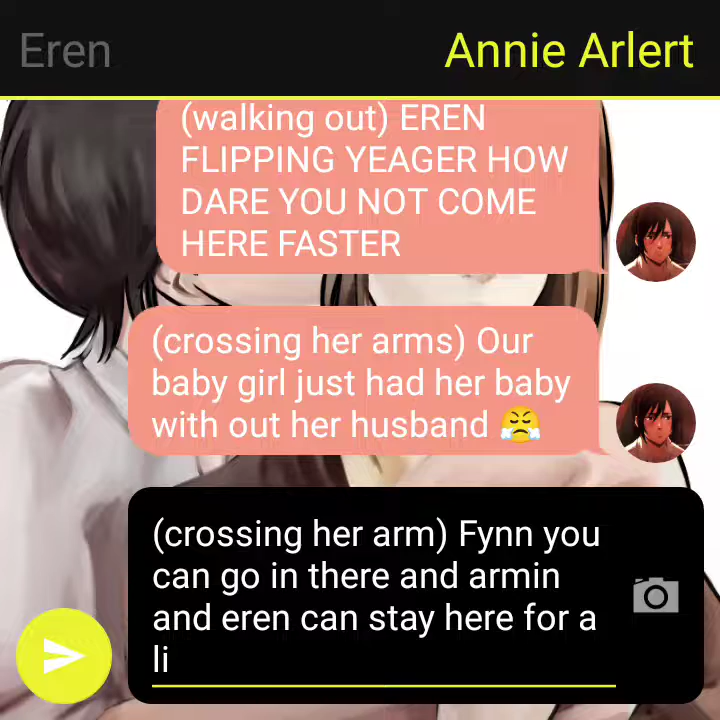 Eren
Annie Arlert
(walking out) EREN
FLIPPING YEAGER HOW
DARE YOU NOT COME
HERE FASTER
(crossing her arms) Our
baby girl just had her baby
with out her husband 😤
(crossing her arm) Fynn you
can go in there and armin
and eren can stay here for a
li